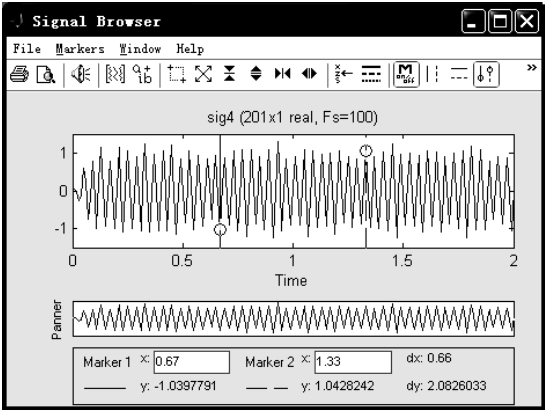 Signal Browser
File Markers Window Help
M
on/off
»
sig4 (201x1 real, Fs=100)
1
0
-1
0 0.5 1 1.5 2
Time
Panner
Marker 1 x: 0.67 Marker 2 x: 1.33 dx: 0.66
y: -1.0397791 y: 1.0428242 dy: 2.0826033